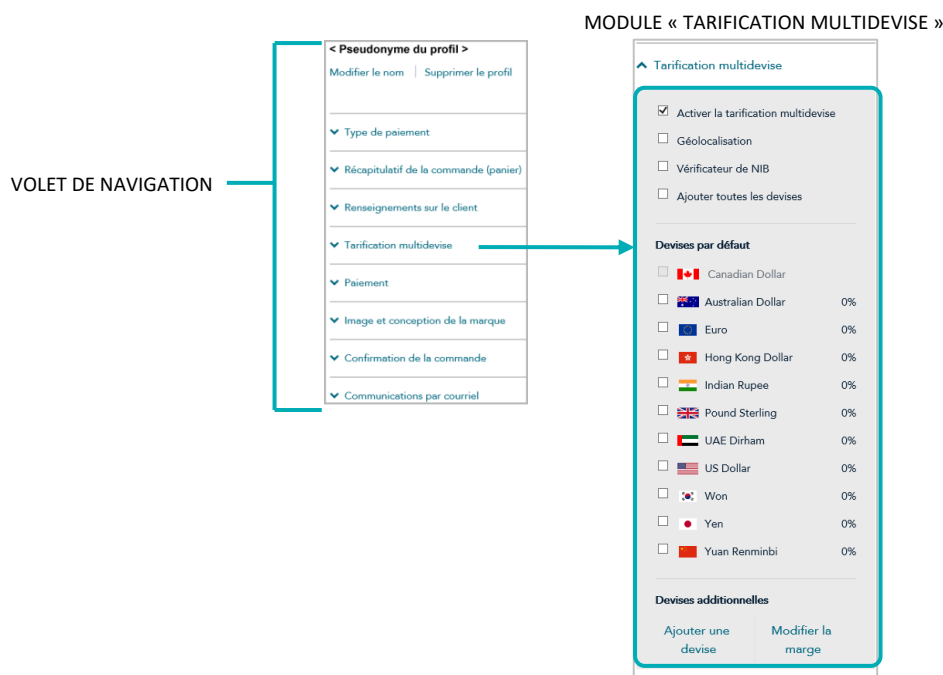 MODULE « TARIFICATION MULTIDEVISE »
VOLET DE NAVIGATION
< Pseudonyme du profil >
Modifier le nom | Supprimer le profil
Type de paiement
Récapitulatif de la commande (panier)
Renseignements sur le client
Tarification multidevise
Paiement
Image et conception de la marque
Confirmation de la commande
Communications par courriel
Tarification multidevise
Activer la tarification multidevise
Géolocalisation
Vérificateur de NIB
Ajouter toutes les devises
Devises par défaut
Canadian Dollar
Australian Dollar 0%
Euro 0%
Hong Kong Dollar 0%
Indian Rupee 0%
Pound Sterling 0%
UAE Dirham 0%
US Dollar 0%
Won 0%
Yen 0%
Yuan Renminbi 0%
Devises additionnelles
Ajouter une devise
Modifier la marge